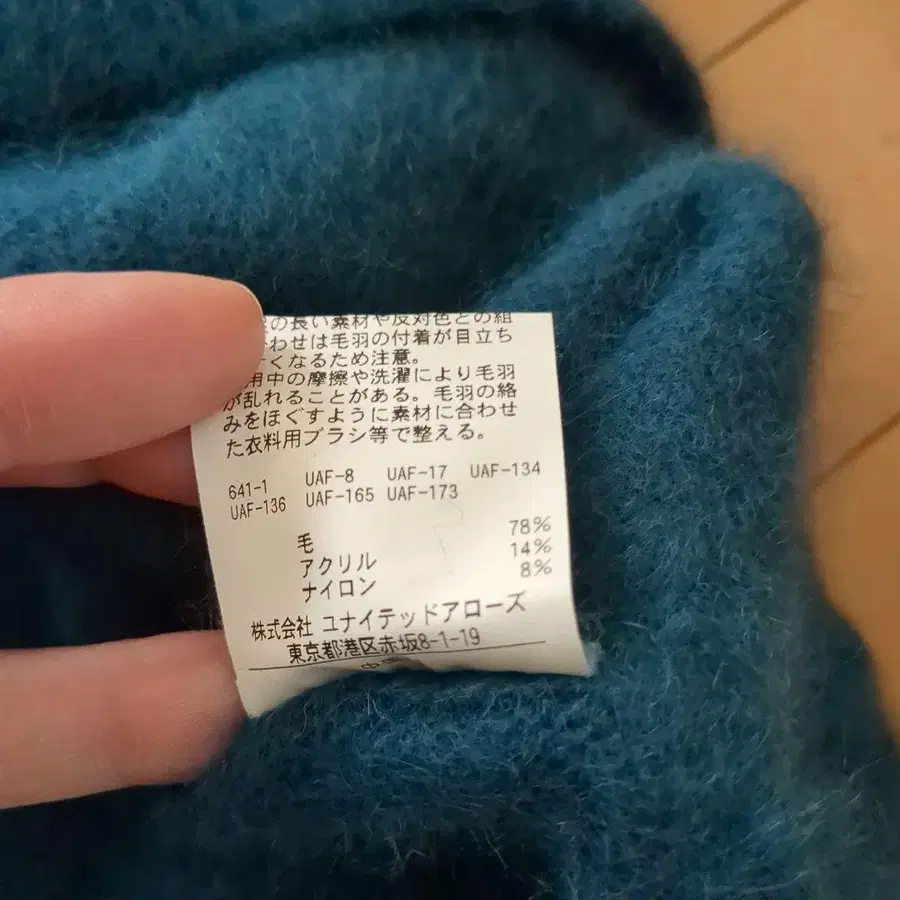 の長い素材や反対色との組
わせは毛羽の付着が目立ち
くなるため注意。
用中の摩擦や洗濯により毛羽
が乱れることがある。毛羽の絡
みをほぐすように素材に合わせ
た衣料用ブラシ等で整える。
641-1 UAF-8 UAF-17 UAF-134
UAF-136 UAF-165 UAF-173
毛 78%
アクリル 14%
ナイロン 8%
株式会社 ユナイテッドアローズ
東京都港区赤坂8-1-19